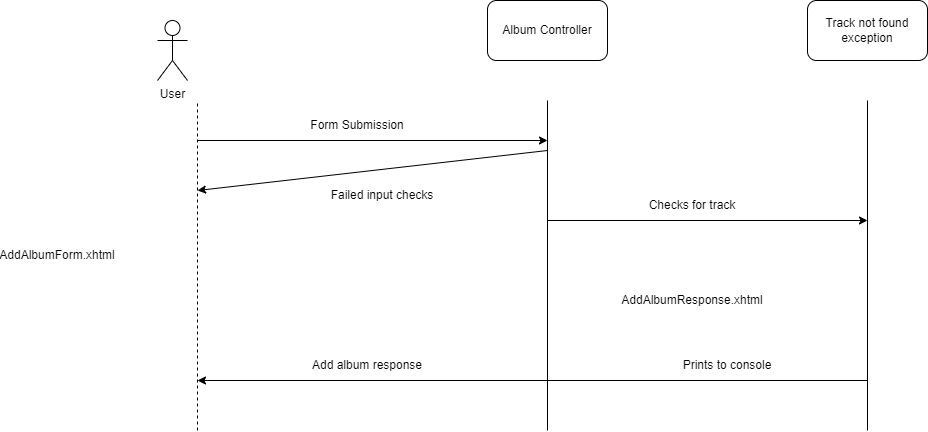 Album Controller
Track not found
exception
User
Form Submission
Failed input checks
Checks for track
AddAlbumForm.xhtml
AddAlbumResponse.xhtml
Add album response
Prints to console